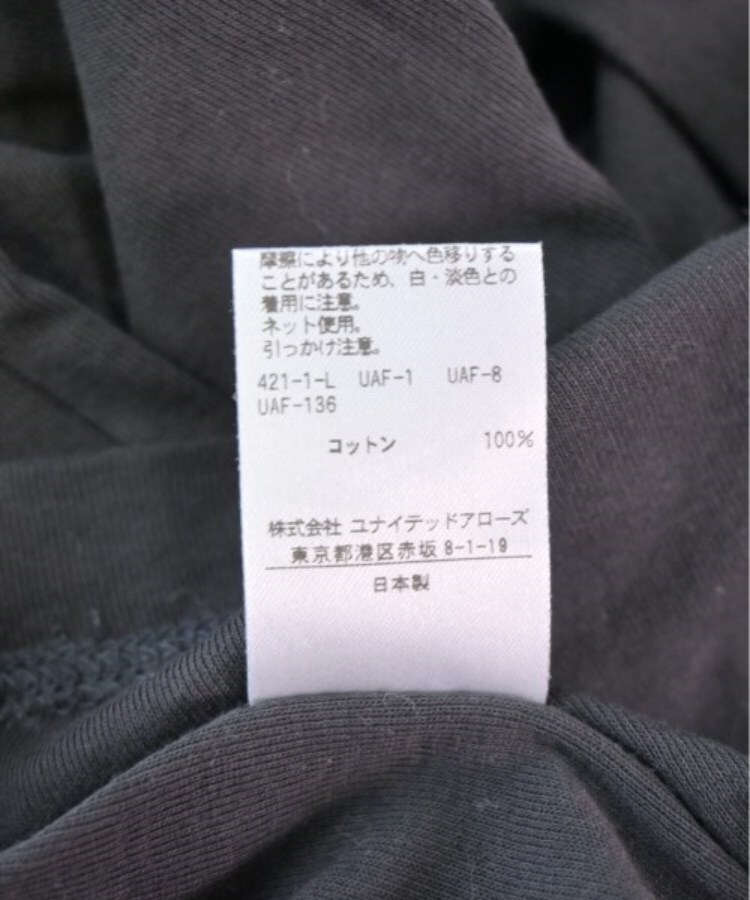 摩擦により他の物へ色移りする
ことがあるため、白・淡色との
着用に注意。
ネット使用。
引っかけ注意。
421-1-L UAF-1 UAF-8
UAF-136
コットン 100%
株式会社 ユナイテッドアローズ
東京都港区赤坂 8-1-19
日本製